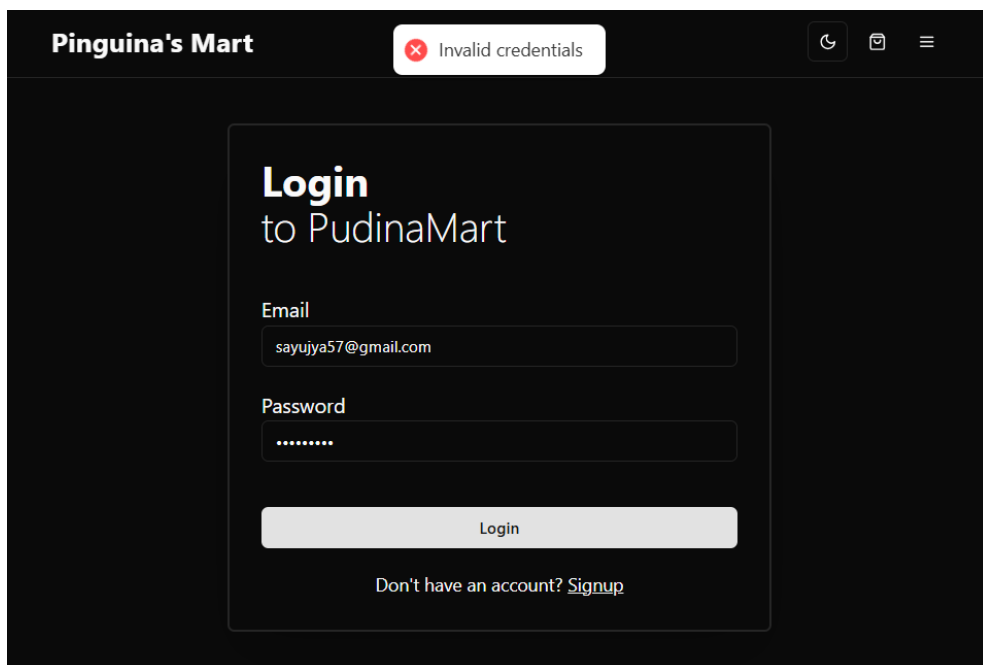 Pinguina's Mart
Invalid credentials
Login
to PudinaMart
Email
sayujya57@gmail.com
Password
•••••••••
Login
Don't have an account? Signup